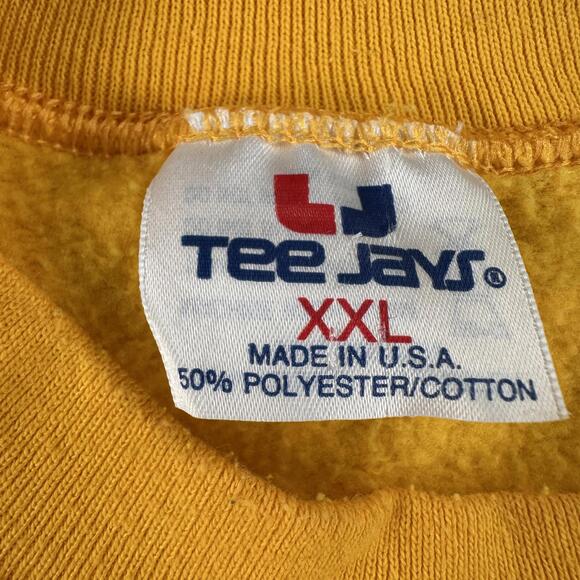 Tee Jays®
XXL
MADE IN U.S.A.
50% POLYESTER/COTTON